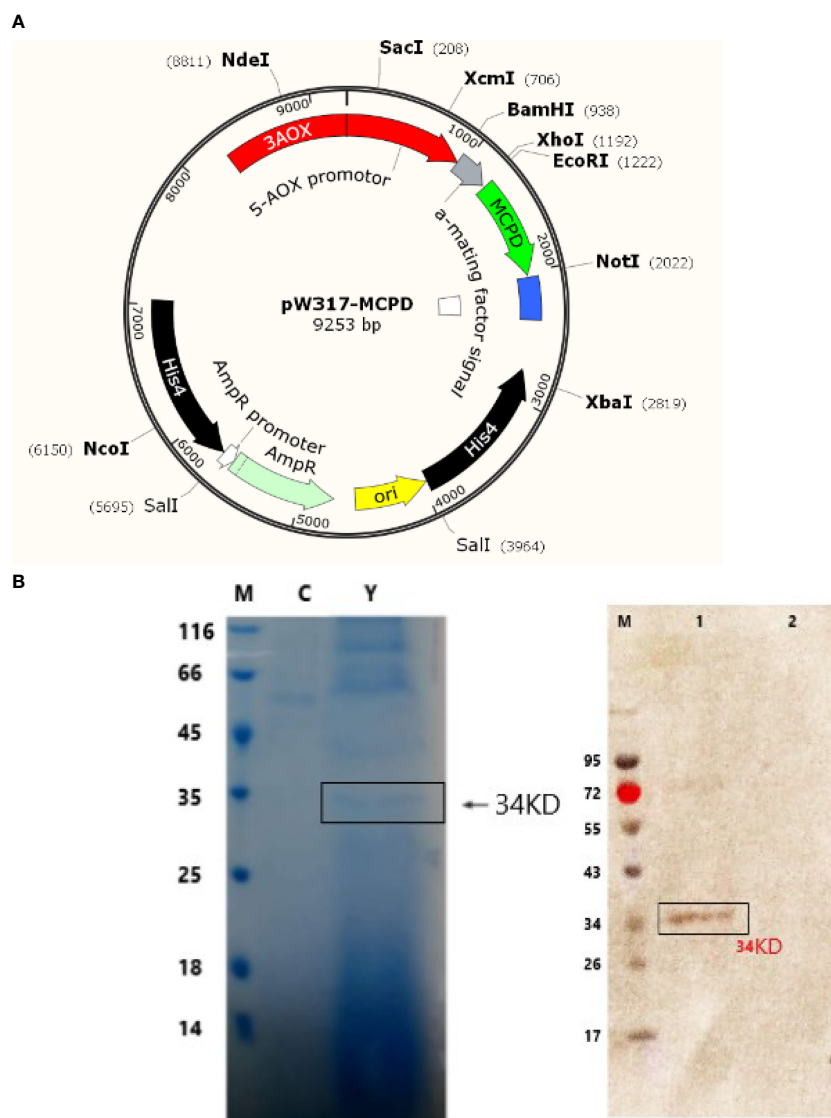 A
SacI (208)
XcmI (706)
BamHI (938)
XhoI (1192)
EcoRI (1222)
NotI (2022)
XbaI (2819)
SalI (3964)
(5695) SalI
(6150) NcoI
(8811) NdeI
1000
2000
3000
4000
5000
6000
7000
8000
9000
3AOX
5-AOX promotor
a-mating factor signal
MCPD
pW317-MCPD
9253 bp
His4
His4
AmpR promoter
AmpR
ori
B
M C Y
116
66
45
35
25
18
14
34KD
M 1 2
95
72
55
43
34
26
17
34KD